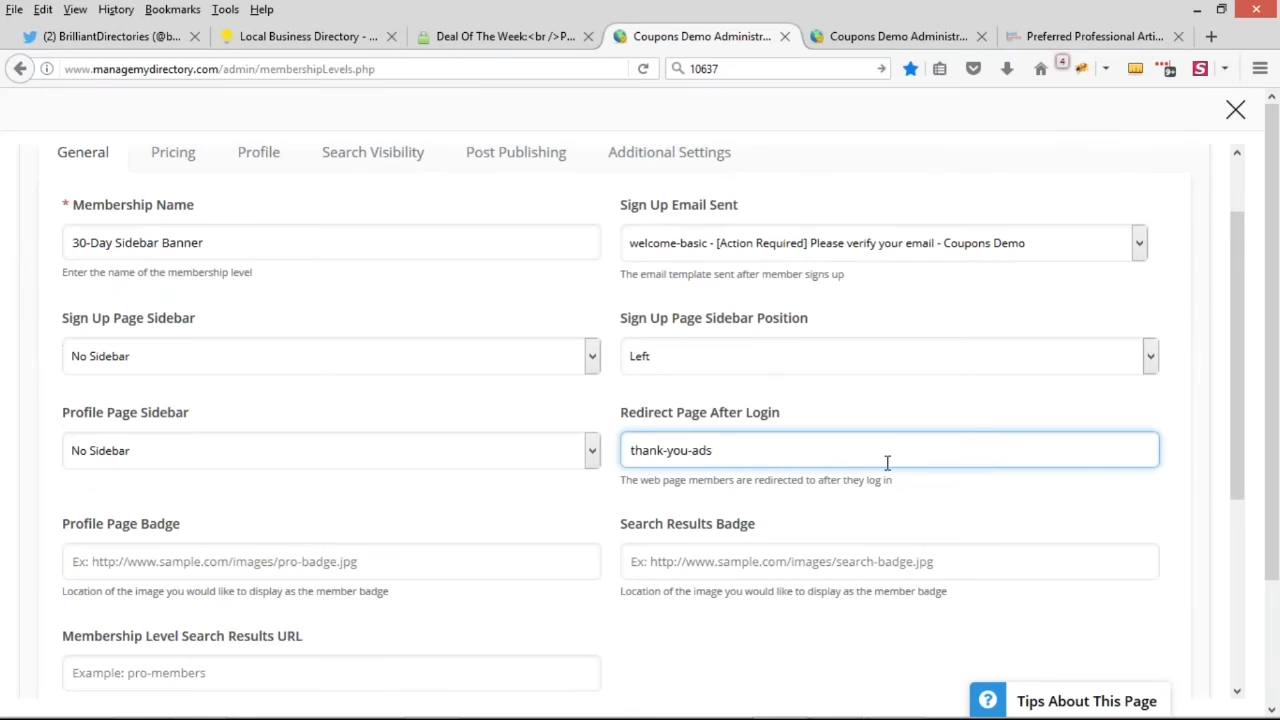 File Edit View History Bookmarks Tools Help
(2) BrilliantDirectories (@b...
Local Business Directory - ...
Deal Of The Week:<br />P...
Coupons Demo Administr...
Coupons Demo Administr...
Preferred Professional Arti...
www.managemydirectory.com/admin/membershipLevels.php
10637
4
S
General Pricing Profile Search Visibility Post Publishing Additional Settings
* Membership Name
30-Day Sidebar Banner
Enter the name of the membership level
Sign Up Email Sent
welcome-basic - [Action Required] Please verify your email - Coupons Demo
The email template sent after member signs up
Sign Up Page Sidebar
No Sidebar
Sign Up Page Sidebar Position
Left
Profile Page Sidebar
No Sidebar
Redirect Page After Login
thank-you-ads
The web page members are redirected to after they log in
Profile Page Badge
Ex: http://www.sample.com/images/pro-badge.jpg
Location of the image you would like to display as the member badge
Search Results Badge
Ex: http://www.sample.com/images/search-badge.jpg
Location of the image you would like to display as the member badge
Membership Level Search Results URL
Example: pro-members
? Tips About This Page